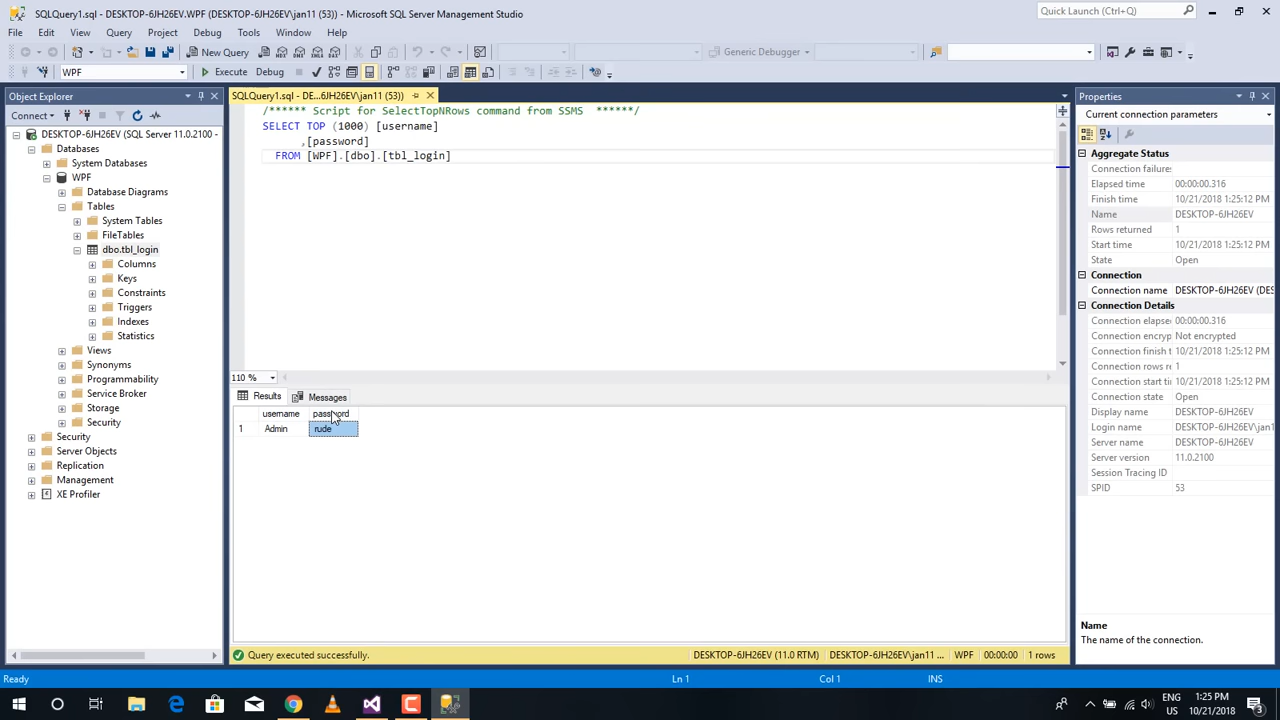 SQLQuery1.sql - DESKTOP-6JH26EV.WPF (DESKTOP-6JH26EV\jan11 (53)) - Microsoft SQL Server Management Studio
Quick Launch (Ctrl+Q)
File Edit View Query Project Debug Tools Window Help
New Query
Generic Debugger
WPF
Execute Debug
Object Explorer
Connect
DESKTOP-6JH26EV (SQL Server 11.0.2100 -
Databases
System Databases
WPF
Database Diagrams
Tables
System Tables
FileTables
dbo.tbl_login
Columns
Keys
Constraints
Triggers
Indexes
Statistics
Views
Synonyms
Programmability
Service Broker
Storage
Security
Security
Server Objects
Replication
Management
XE Profiler
SQLQuery1.sql - DE...6JH26EV\jan11 (53))
/****** Script for SelectTopNRows command from SSMS ******/
SELECT TOP (1000) [username]
,[password]
FROM [WPF].[dbo].[tbl_login]
110 %
Results Messages
username password
1 Admin rude
Query executed successfully.
DESKTOP-6JH26EV (11.0 RTM) DESKTOP-6JH26EV\jan11 ... WPF 00:00:00 1 rows
Properties
Current connection parameters
Aggregate Status
Connection failures
Elapsed time 00:00:00.316
Finish time 10/21/2018 1:25:12 PM
Name DESKTOP-6JH26EV
Rows returned 1
Start time 10/21/2018 1:25:12 PM
State Open
Connection
Connection name DESKTOP-6JH26EV (DES
Connection Details
Connection elapse 00:00:00.316
Connection encryp Not encrypted
Connection finish t 10/21/2018 1:25:12 PM
Connection rows re 1
Connection start ti 10/21/2018 1:25:12 PM
Connection state Open
Display name DESKTOP-6JH26EV
Login name DESKTOP-6JH26EV\jan1
Server name DESKTOP-6JH26EV
Server version 11.0.2100
Session Tracing ID
SPID 53
Name
The name of the connection.
Ready Ln 1 Col 1 INS
ENG
US
1:25 PM
10/21/2018
3